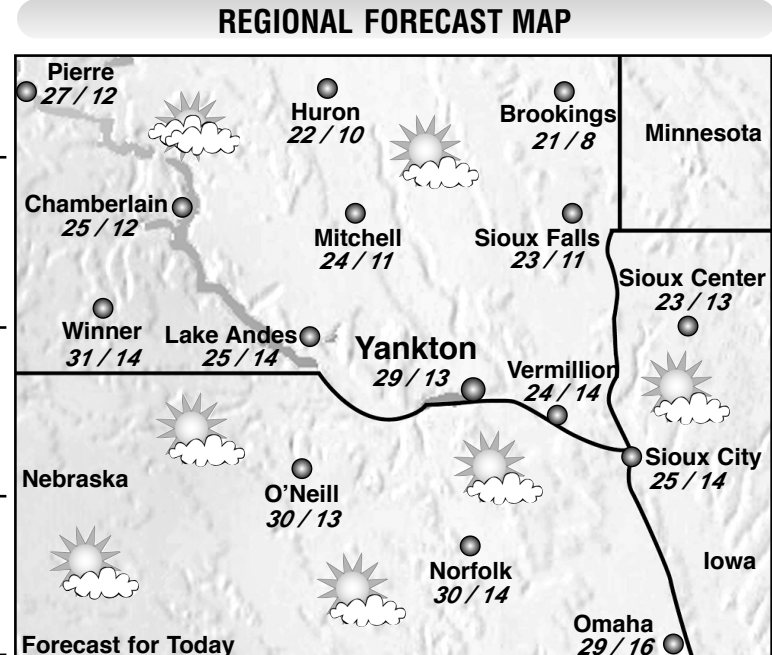 REGIONAL FORECAST MAP
Pierre
27 / 12
Huron
22 / 10
Brookings
21 / 8
Minnesota
Chamberlain
25 / 12
Mitchell
24 / 11
Sioux Falls
23 / 11
Sioux Center
23 / 13
Winner
31 / 14
Lake Andes
25 / 14
Yankton
29 / 13
Vermillion
24 / 14
Nebraska
O'Neill
30 / 13
Sioux City
25 / 14
Norfolk
30 / 14
Iowa
Omaha
29 / 16
Forecast for Today